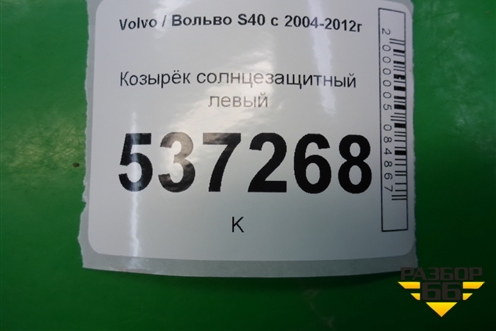 Volvo / Вольво S40 с 2004-2012г
Козырёк солнцезащитный
левый
537268
K
2000005084867
РАЗБОР
66